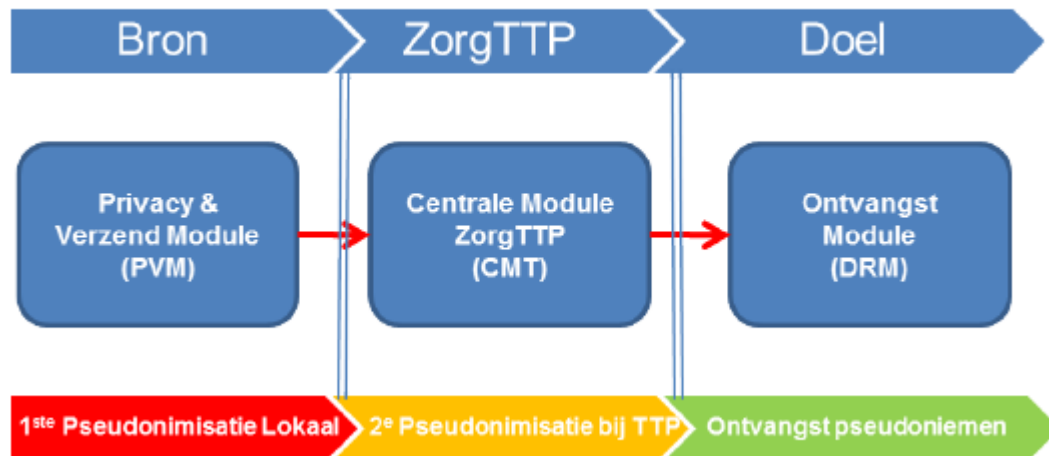 Bron
ZorgTTP
Doel
Privacy &
Verzend Module
(PVM)
Centrale Module
ZorgTTP
(CMT)
Ontvangst
Module
(DRM)
1ste Pseudonimisatie Lokaal
2e Pseudonimisatie bij TTP
Ontvangst pseudoniemen